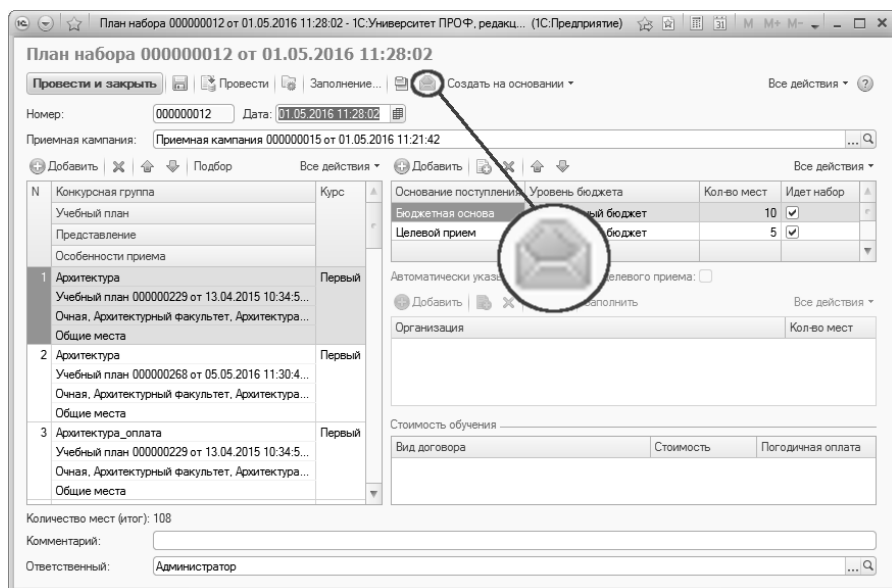 План набора 000000012 от 01.05.2016 11:28:02 - 1С:Университет ПРОФ, редакц... (1С:Предприятие) M M+ M-
План набора 000000012 от 01.05.2016 11:28:02
Провести и закрыть Провести Заполнение... Создать на основании Все действия
Номер: 000000012 Дата: 01.05.2016 11:28:02
Приемная кампания: Приемная кампания 000000015 от 01.05.2016 11:21:42
Добавить Подбор Все действия Добавить Все действия
N Конкурсная группа Курс Основание поступления Уровень бюджета Кол-во мест Идет набор
Учебный план Бюджетная основа ый бюджет 10
Представление Целевой прием бюджет 5
Особенности приема
1 Архитектура Первый Автоматически указы елевого приема:
Учебный план 000000229 от 13.04.2015 10:34:5...
Очная, Архитектурный факультет, Архитектура... Добавить аполнить Все действия
Общие места Организация Кол-во мест
2 Архитектура Первый
Учебный план 000000268 от 05.05.2016 11:30:4...
Очная, Архитектурный факультет, Архитектура...
Общие места
3 Архитектура_оплата Первый Стоимость обучения
Учебный план 000000229 от 13.04.2015 10:34:5... Вид договора Стоимость Погодичная оплата
Очная, Архитектурный факультет, Архитектура...
Общие места
Количество мест (итог): 108
Комментарий:
Ответственный: Администратор